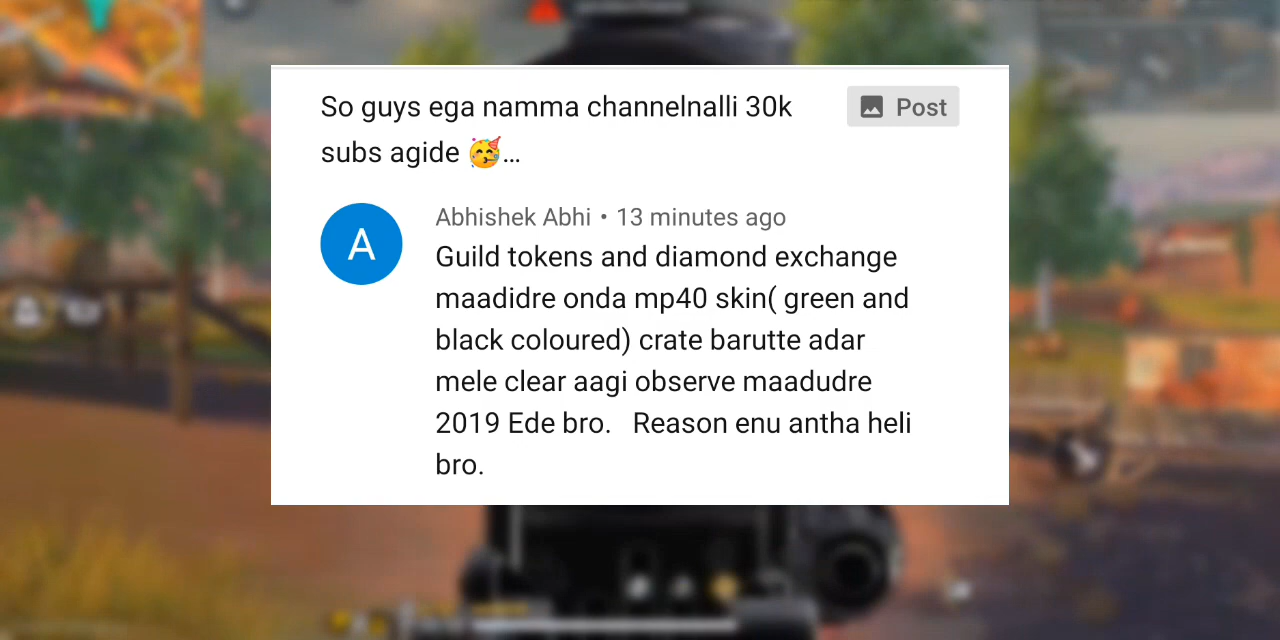 So guys ega namma channelnalli 30k
subs agide 🥳...
Post
A
Abhishek Abhi • 13 minutes ago
Guild tokens and diamond exchange
maadidre onda mp40 skin( green and
black coloured) crate barutte adar
mele clear aagi observe maadudre
2019 Ede bro.   Reason enu antha heli
bro.